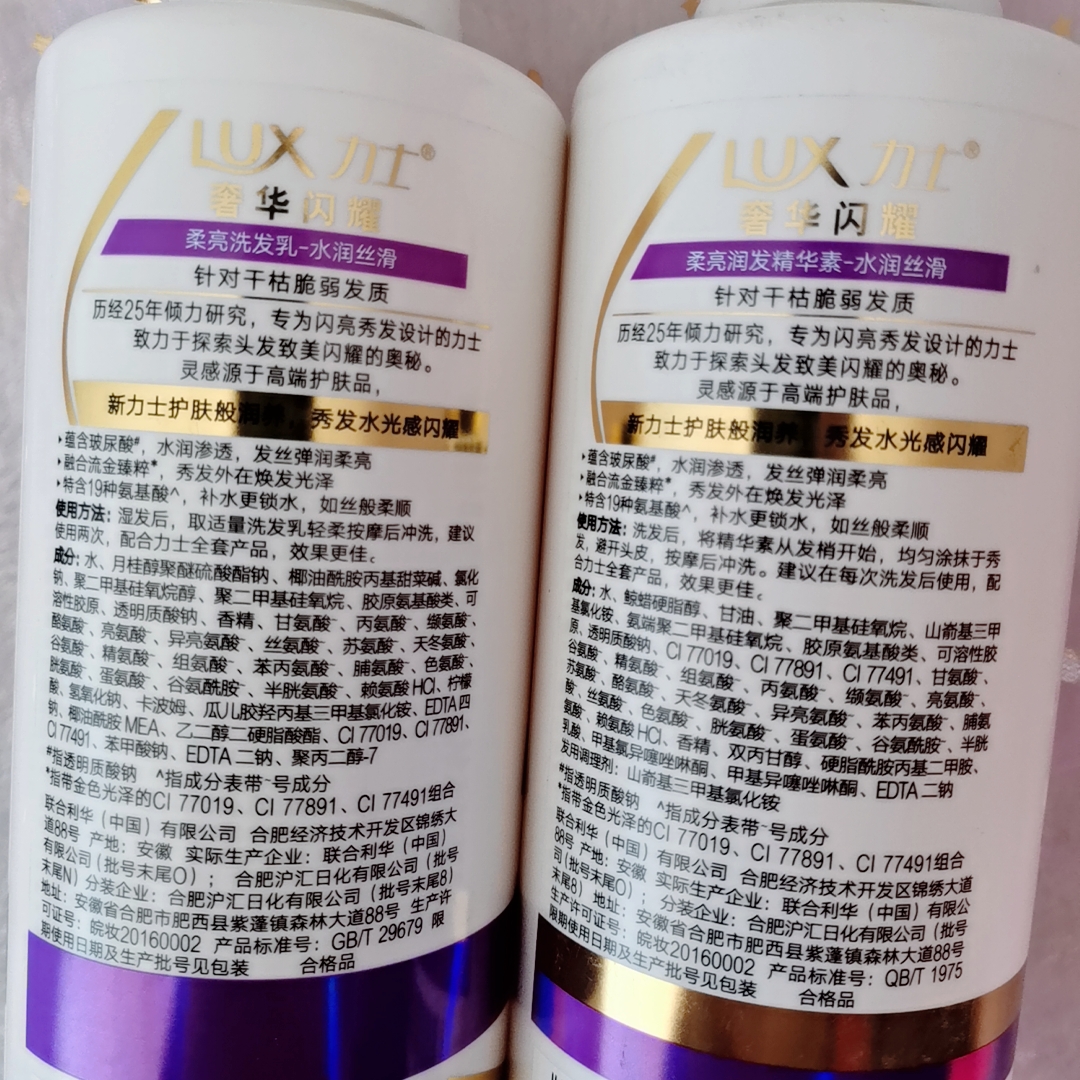 LUX 力士®
奢华闪耀
柔亮洗发乳-水润丝滑
针对干枯脆弱发质
历经25年倾力研究，专为闪亮秀发设计的力士
致力于探索头发致美闪耀的奥秘。
灵感源于高端护肤品，
新力士护肤般润养，秀发水光感闪耀
▸蕴含玻尿酸#，水润渗透，发丝弹润柔亮
▸融合流金臻粹*，秀发外在焕发光泽
▸特含19种氨基酸^，补水更锁水，如丝般柔顺
使用方法：湿发后，取适量洗发乳轻柔按摩后冲洗，建议
使用两次，配合力士全套产品，效果更佳。
成分：水、月桂醇聚醚硫酸酯钠、椰油酰胺丙基甜菜碱、氯化
钠、聚二甲基硅氧烷醇、聚二甲基硅氧烷、胶原氨基酸类、可
溶性胶原、透明质酸钠、香精、甘氨酸~、丙氨酸~、缬氨酸~、
酪氨酸~、亮氨酸~、异亮氨酸~、丝氨酸~、苏氨酸~、天冬氨酸~、
谷氨酸~、精氨酸~、组氨酸~、苯丙氨酸~、脯氨酸~、色氨酸~、
胱氨酸~、蛋氨酸~、谷氨酰胺~、半胱氨酸~、赖氨酸HCl、柠檬
酸、氢氧化钠、卡波姆、瓜儿胶羟丙基三甲基氯化铵、EDTA四
钠、椰油酰胺 MEA、乙二醇二硬脂酸酯、CI 77019、CI 77891、
CI 77491、苯甲酸钠、EDTA 二钠、聚丙二醇-7
#指透明质酸钠 ^指成分表带~号成分
*指带金色光泽的CI 77019、CI 77891、CI 77491组合
联合利华（中国）有限公司 合肥经济技术开发区锦绣大
道88号 产地：安徽 实际生产企业：联合利华（中国）
有限公司（批号末尾O）；合肥沪汇日化有限公司（批号
末尾N）分装企业：合肥沪汇日化有限公司（批号末尾8）
地址：安徽省合肥市肥西县紫蓬镇森林大道88号 生产许
可证号：皖妆20160002 产品标准号：GB/T 29679 限
期使用日期及生产批号见包装 合格品
LUX 力士®
奢华闪耀
柔亮润发精华素-水润丝滑
针对干枯脆弱发质
历经25年倾力研究，专为闪亮秀发设计的力士
致力于探索头发致美闪耀的奥秘。
灵感源于高端护肤品，
新力士护肤般润养 秀发水光感闪耀
▸蕴含玻尿酸#，水润渗透，发丝弹润柔亮
▸融合流金臻粹*，秀发外在焕发光泽
▸特含19种氨基酸^，补水更锁水，如丝般柔顺
使用方法：洗发后，将精华素从发梢开始，均匀涂抹于秀
发，避开头皮，按摩后冲洗。建议在每次洗发后使用，配
合力士全套产品，效果更佳。
成分：水、鲸蜡硬脂醇、甘油、聚二甲基硅氧烷、山嵛基三甲
基氯化铵、氨端聚二甲基硅氧烷、胶原氨基酸类、可溶性胶
原、透明质酸钠、CI 77019、CI 77891、CI 77491、甘氨酸~、
谷氨酸~、精氨酸~、组氨酸~、丙氨酸~、缬氨酸~、亮氨酸~、
苏氨酸~、酪氨酸~、天冬氨酸~、异亮氨酸~、苯丙氨酸~、脯氨
酸~、丝氨酸~、色氨酸~、胱氨酸~、蛋氨酸~、谷氨酰胺~、半胱
氨酸~、赖氨酸HCl、香精、双丙甘醇、硬脂酰胺丙基二甲胺、
乳酸、甲基氯异噻唑啉酮、甲基异噻唑啉酮、EDTA 二钠
发用调理剂：山嵛基三甲基氯化铵
#指透明质酸钠 ^指成分表带~号成分
*指带金色光泽的CI 77019、CI 77891、CI 77491组合
联合利华（中国）有限公司 合肥经济技术开发区锦绣大道
88号 产地：安徽 实际生产企业：联合利华（中国）有限公
司（批号末尾O）；分装企业：合肥沪汇日化有限公司（批号
末尾8）地址：安徽省合肥市肥西县紫蓬镇森林大道88号
生产许可证号：皖妆20160002 产品标准号：QB/T 1975
限期使用日期及生产批号见包装 合格品